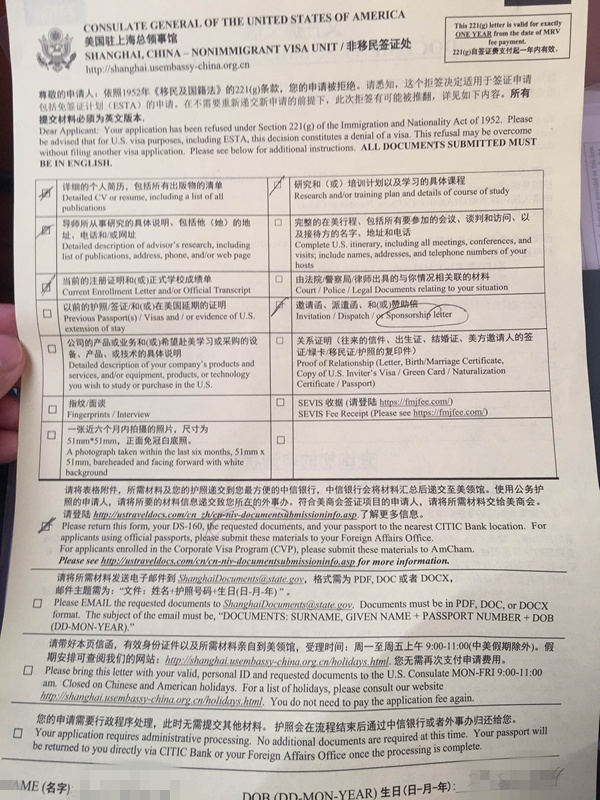 CONSULATE GENERAL OF THE UNITED STATES OF AMERICA
美国驻上海总领事馆
SHANGHAI, CHINA – NONIMMIGRANT VISA UNIT / 非移民签证处
http://shanghai.usembassy-china.org.cn
This 221(g) letter is valid for exactly
ONE YEAR from the date of MRV
fee payment.
221(g)自签证费支付起一年内有效.
尊敬的申请人：依照1952年《移民及国籍法》的221(g)条款，您的申请被拒绝。请悉知，这个拒签决定适用于签证申请
包括免签证计划（ESTA）的申请。在不需要重新递交新申请的前提下，此次拒签有可能被推翻，详见如下内容。所有
提交材料必须为英文版本.
Dear Applicant: Your application has been refused under Section 221(g) of the Immigration and Nationality Act of 1952. Please
be advised that for U.S. visa purposes, including ESTA, this decision constitutes a denial of a visa. This refusal may be overcome
without filing another visa application. Please see below for additional instructions. ALL DOCUMENTS SUBMITTED MUST
BE IN ENGLISH.
详细的个人简历，包括所有出版物的清单
Detailed CV or resume, including a list of all
publications
研究和（或）培训计划以及学习的具体课程
Research and/or training plan and details of course of study
导师所从事研究的具体说明、包括他（她）的地
址、电话和/或网址
Detailed description of advisor's research, including
list of publications, address, phone, and/or web page
完整的在美行程、包括所有要参加的会议、谈判和访问、以
及接待方的名字、地址和电话
Complete U.S. itinerary, including all meetings, conferences, and
visits; include names, addresses, and telephone numbers of your
hosts
当前的注册证明和(或)正式学校成绩单
Current Enrollment Letter and/or Official Transcript
由法院/警察局/律师出具的与你情况相关联的材料
Court / Police / Legal Documents relating to your situation
以前的护照/签证和(或)在美国延期的证明
Previous Passport(s) / Visas and / or evidence of U.S.
extension of stay
邀请函、派遣函、和(或)赞助信
Invitation / Dispatch / or Sponsorship letter
公司的产品或业务和(或)希望赴美学习或采购的设
备、产品、或技术的具体说明
Detailed description of your company's products and
services, and/or equipment, products, or technology
you wish to study or purchase in the U.S.
关系证明（往来的信件、出生证、结婚证、美方邀请人的签
证/绿卡/移民证/护照的复印件）
Proof of Relationship (Letter, Birth/Marriage Certificate,
Copy of U.S. Inviter's Visa / Green Card / Naturalization
Certificate / Passport)
指纹/面谈
Fingerprints / Interview
SEVIS 收据 (请登陆 https://fmjfee.com/)
SEVIS Fee Receipt (Please see https://fmjfee.com/)
一张近六个月内拍摄的照片，尺寸为
51mm*51mm，正面免冠白底照。
A photograph taken within the last six months, 51mm x
51mm, bareheaded and facing forward with white
background
请将表格附件，所需材料及您的护照递交到您最方便的中信银行，中信银行会将材料汇总后递交至美领馆。使用公务护
照的申请人，请将所要的材料信息递交致您所在的外事办。符合美商会签证项目的申请人，请将所需材料交给美商会。
请登陆 http://ustraveldocs.com/cn_zh/cn-niv-documentsubmissioninfo.asp.了解更多信息.
Please return this form, your DS-160, the requested documents, and your passport to the nearest CITIC Bank location. For
applicants using official passports, please submit these materials to your Foreign Affairs Office.
For applicants enrolled in the Corporate Visa Program (CVP), please submit these materials to AmCham.
Please see http://ustraveldocs.com/cn/cn-niv-documentsubmissioninfo.asp for more information.
请将所需材料发送电子邮件到 ShanghaiDocuments@state.gov，格式需为 PDF, DOC 或者 DOCX，
邮件主题需为："文件：姓名+护照号码+生日(日-月-年)"。
Please EMAIL the requested documents to ShanghaiDocuments@state.gov. Documents must be in PDF, DOC, or DOCX
format. The subject of the email must be, "DOCUMENTS: SURNAME, GIVEN NAME + PASSPORT NUMBER + DOB
(DD-MON-YEAR)."
请带好本页信函，有效身份证件以及所需材料亲自到美领馆，受理时间：周一至周五上午 9:00-11:00(中美假期除外)。假
期安排可查阅我们的网站：http://shanghai.usembassy-china.org.cn/holidays.html. 您无需再次支付申请费用。
Please bring this letter with your valid, personal ID and requested documents to the U.S. Consulate MON-FRI 9:00-11:00
am. Closed on Chinese and American holidays. For a list of holidays, please consult our website
http://shanghai.usembassy-china.org.cn/holidays.html. You do not need to pay the application fee again.
您的申请需要行政程序处理，此时无需提交其他材料。 护照会在流程结束后通过中信银行或者外事办归还给您。
Your application requires administrative processing. No additional documents are required at this time. Your passport will
be returned to you directly via CITIC Bank or your Foreign Affairs Office once the processing is complete.
AME (名字):
DOB (DD-MON-YEAR) 生日(日-月-年):